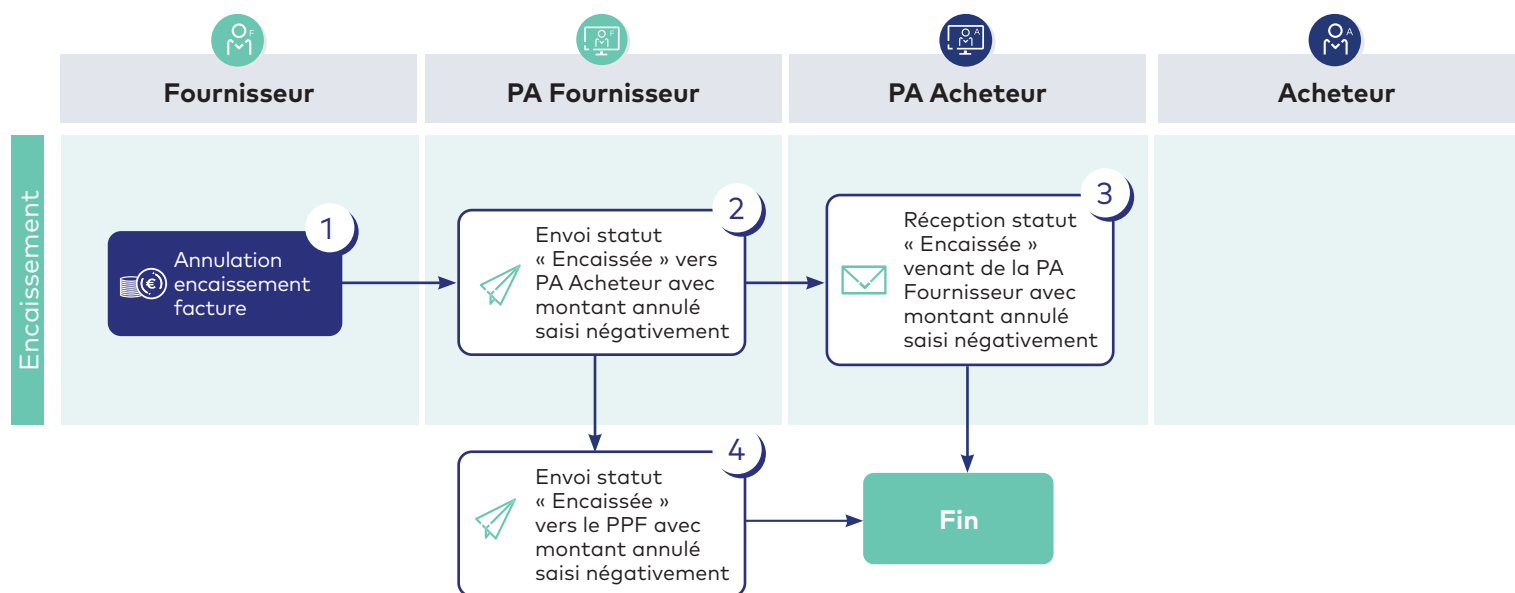 F
F
A
A
Fournisseur
PA Fournisseur
PA Acheteur
Acheteur
Encaissement
1
Annulation
encaissement
facture
2
Envoi statut
« Encaissée » vers
PA Acheteur avec
montant annulé
saisi négativement
3
Réception statut
« Encaissée »
venant de la PA
Fournisseur avec
montant annulé
saisi négativement
4
Envoi statut
« Encaissée »
vers le PPF avec
montant annulé
saisi négativement
Fin